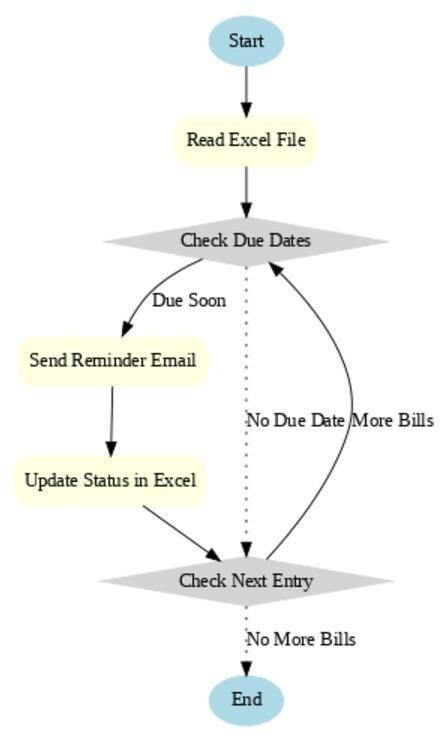 Start
Read Excel File
Check Due Dates
Due Soon
Send Reminder Email
No Due Date
More Bills
Update Status in Excel
Check Next Entry
No More Bills
End